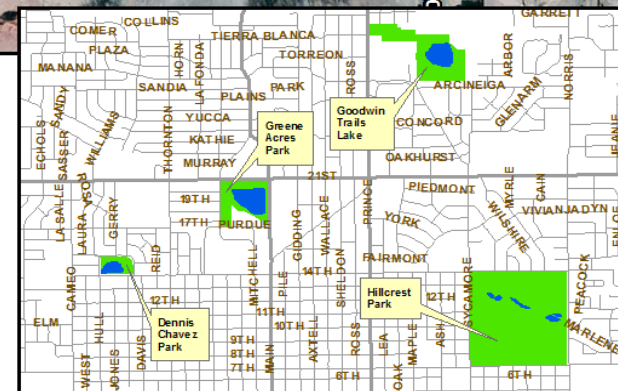 GARRETT
COLLINS
COMER
TIERRA BLANCA
PLAZA
TORREON
HORN
LA FONDA
ROSS
ARBOR
NORRIS
MANANA
SANDIA
PARK
PLAINS
ARCINEIGA
GLENARM
SANDY
YUCCA
Greene
Acres
Park
Goodwin
Trails
Lake
CONCORD
JEANIE
ECHOLS
SASSER
WILLIAMS
THORNTON
KATHIE
MURRAY
OAKHURST
21ST
PIEDMONT
MYRLE
CAIN
LA SALLE
LAURA
ROSA
GERRY
19TH
17TH
PURDUE
GIDDING
WALLACE
PRINCE
YORK
WILSHIRE
VIVIAN
JADYN
REID
MITCHELL
PILE
14TH
SHELDON
FAIRMONT
SYCAMORE
PEACOCK
CAMEO
12TH
Hillcrest
Park
12TH
11TH
10TH
ELM
HULL
Dennis
Chavez
Park
MARLENE
WEST
JONES
DAVIS
9TH
8TH
7TH
MAIN
AXTELL
ROSS
LEA
OAK
MAPLE
ASH
6TH
6TH